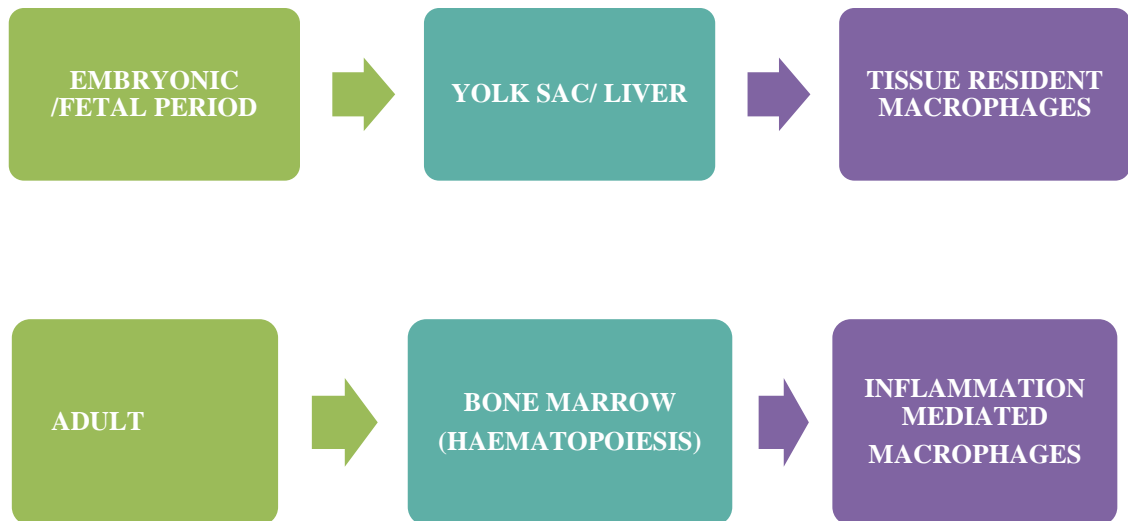 EMBRYONIC
/FETAL PERIOD
YOLK SAC/ LIVER
TISSUE RESIDENT
MACROPHAGES
ADULT
BONE MARROW
(HAEMATOPOIESIS)
INFLAMMATION
MEDIATED
MACROPHAGES